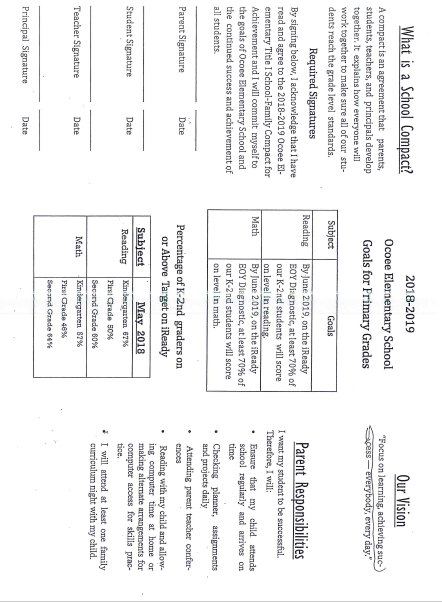 What is a School Compact?
A compact is an agreement that parents,
students, teachers, and principals develop
together. It explains how everyone will
work together to make sure all of our stu-
dents reach the grade level standards.
Required Signatures
By signing below, I acknowledge that I have
read and agree to the 2018-2019 Ocoee El-
ementary Title I School-Family Compact for
Achievement and I will commit myself to
the goals of Ocoee Elementary School and
the continued success and achievement of
all students.
Parent Signature Date
Student Signature Date
Teacher Signature Date
Principal Signature Date
2018-2019
Ocoee Elementary School
Goals for Primary Grades
Subject Goals
Reading By June 2019, on the iReady
EOY Diagnostic, at least 70% of
our K-2nd students will score
on level in reading.
Math By June 2019, on the iReady
EOY Diagnostic, at least 70% of
our K-2nd students will score
on level in math.
Percentage of K-2nd graders on
or Above Target on iReady
Subject May 2018
Reading Kindergarten 67%
First Grade 50%
Second Grade 60%
Math Kindergarten 57%
First Grade 46%
Second Grade 44%
Our Vision
"Focus on learning, achieving suc-
cess — everybody, every day."
Parent Responsibilities
I want my student to be successful.
Therefore, I will:
• Ensure that my child attends
school regularly and arrives on
time
• Checking planner, assignments
and projects daily
• Attending parent teacher confer-
ences
• Reading with my child and allow-
ing computer time at home or
making alternate arrangements for
computer access for skills prac-
tice.
• I will attend at least one family
curriculum night with my child.